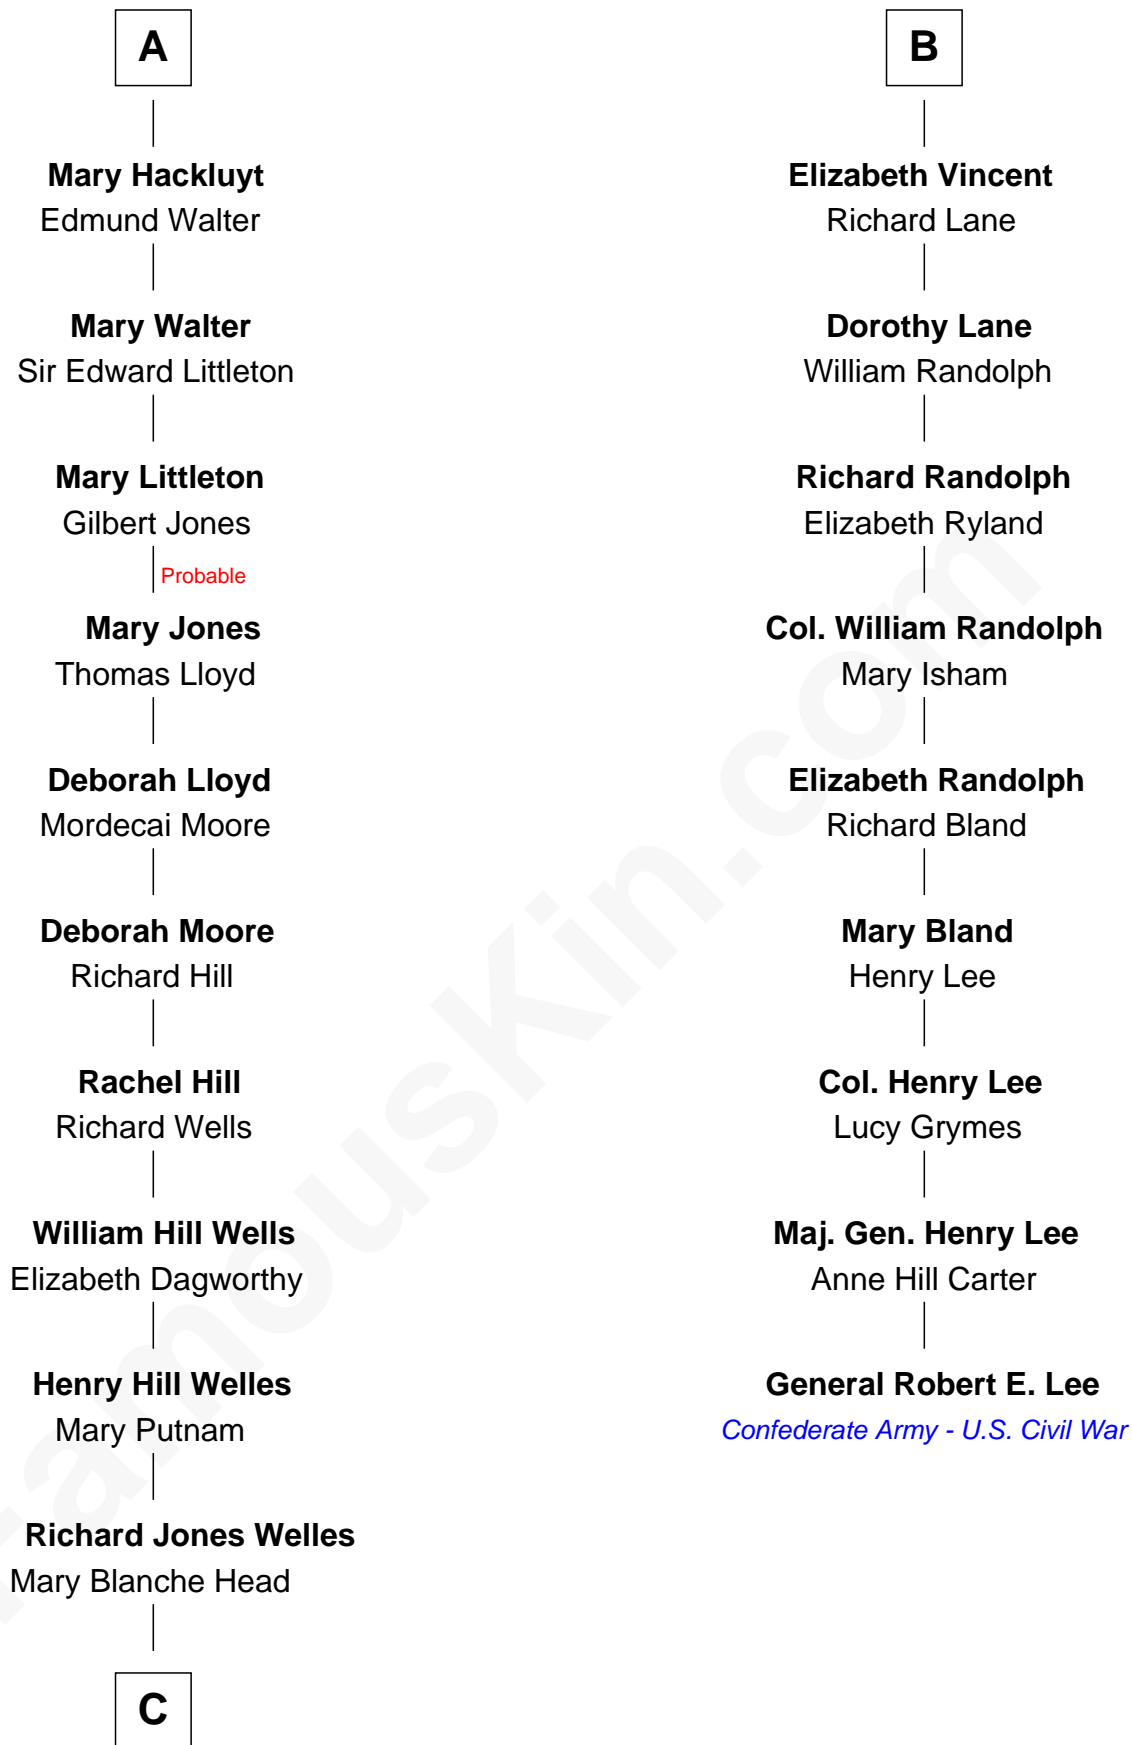 A
Mary Hackluyt
Edmund Walter
Mary Walter
Sir Edward Littleton
Mary Littleton
Gilbert Jones
Probable
Mary Jones
Thomas Lloyd
Deborah Lloyd
Mordecai Moore
Deborah Moore
Richard Hill
Rachel Hill
Richard Wells
William Hill Wells
Elizabeth Dagworthy
Henry Hill Welles
Mary Putnam
Richard Jones Welles
Mary Blanche Head
C
B
Elizabeth Vincent
Richard Lane
Dorothy Lane
William Randolph
Richard Randolph
Elizabeth Ryland
Col. William Randolph
Mary Isham
Elizabeth Randolph
Richard Bland
Mary Bland
Henry Lee
Col. Henry Lee
Lucy Grymes
Maj. Gen. Henry Lee
Anne Hill Carter
General Robert E. Lee
Confederate Army - U.S. Civil War
FamousKin.com